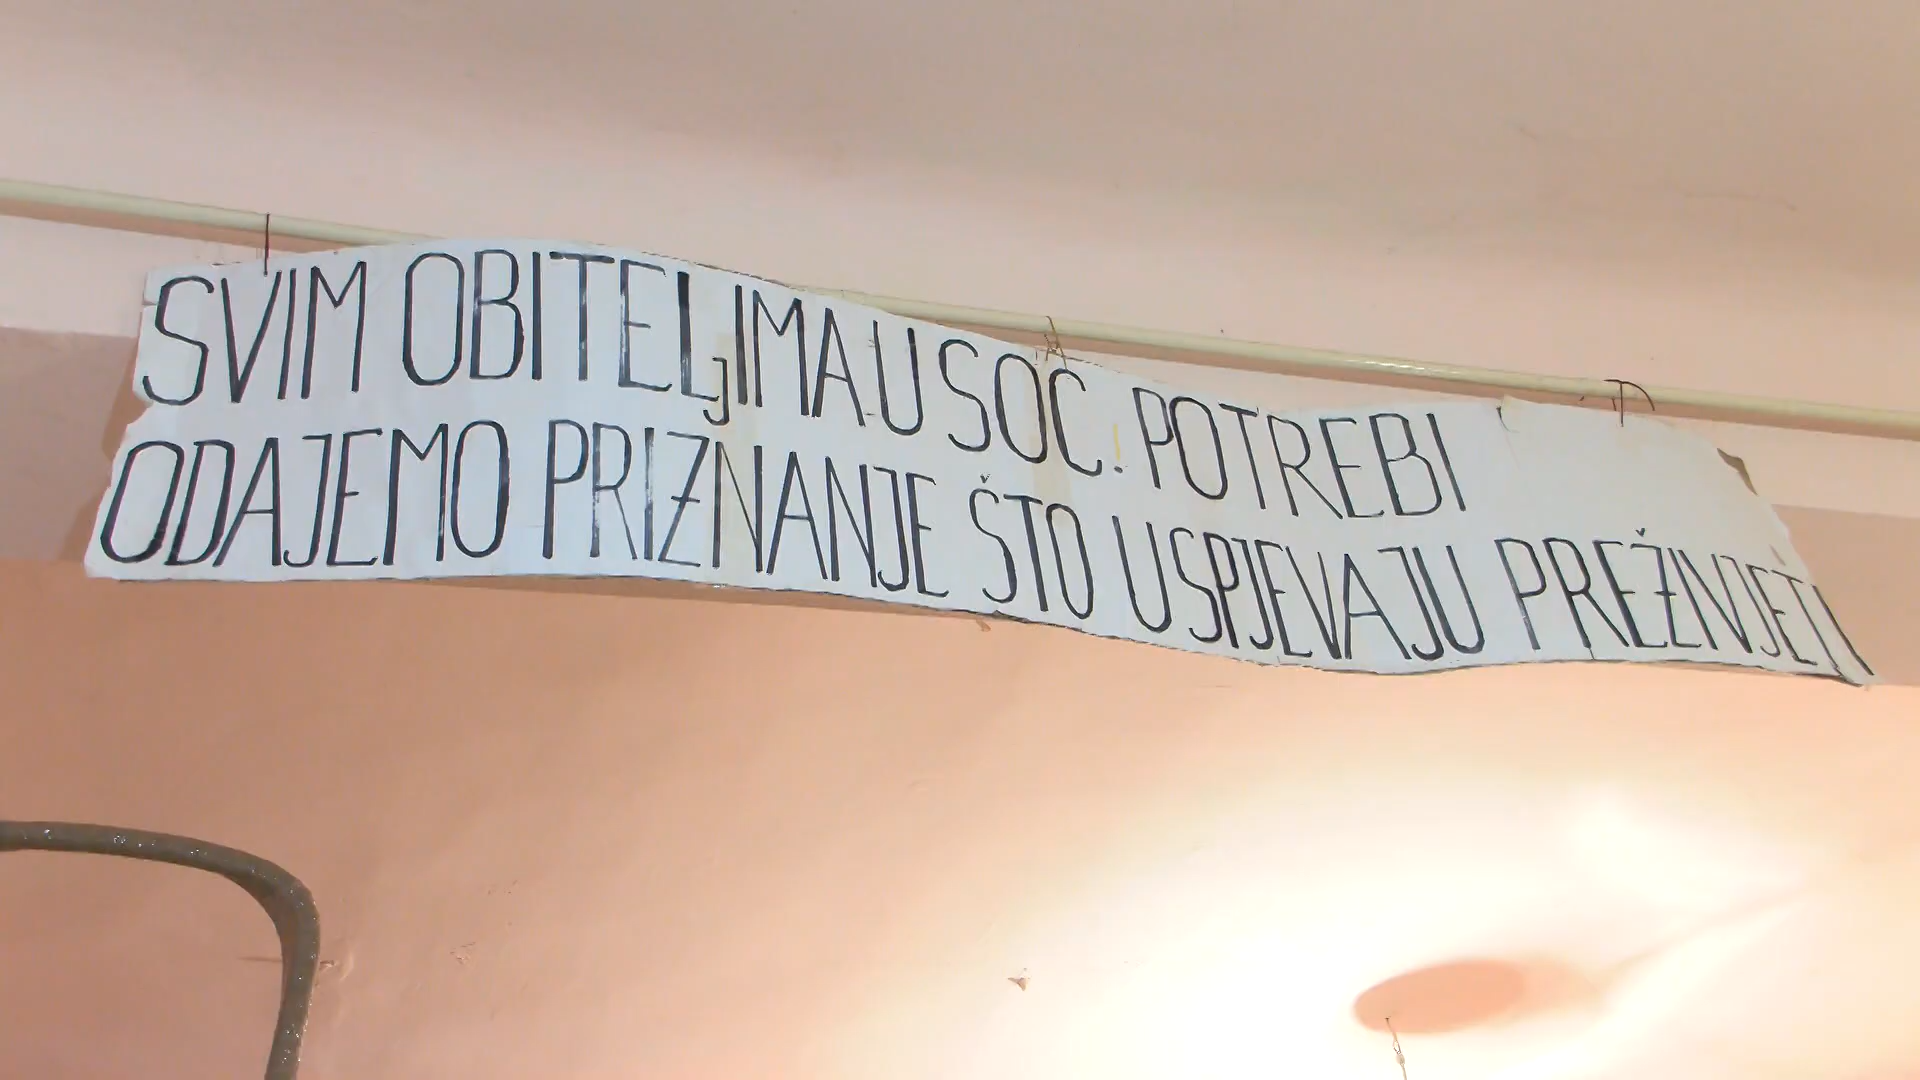 SVIM OBITELjIMA U SOC. POTREBI
ODAJEMO PRIZNANJE ŠTO USPJEVAJU PREŽIVJETI